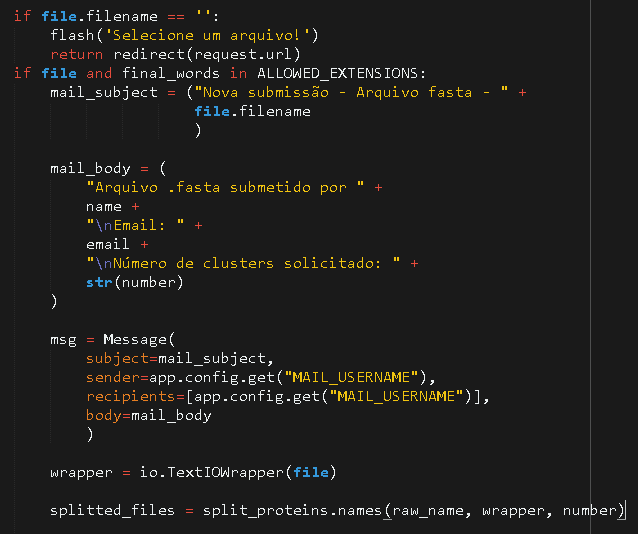 if file.filename == '':
    flash('Selecione um arquivo!')
    return redirect(request.url)
if file and final_words in ALLOWED_EXTENSIONS:
    mail_subject = ("Nova submissão - Arquivo fasta - " +
                    file.filename
                    )
    mail_body = (
        "Arquivo .fasta submetido por " +
        name +
        "\nEmail: " +
        email +
        "\nNúmero de clusters solicitado: " +
        str(number)
    )
    msg = Message(
        subject=mail_subject,
        sender=app.config.get("MAIL_USERNAME"),
        recipients=[app.config.get("MAIL_USERNAME")],
        body=mail_body
        )
    wrapper = io.TextIOWrapper(file)
    splitted_files = split_proteins.names(raw_name, wrapper, number)